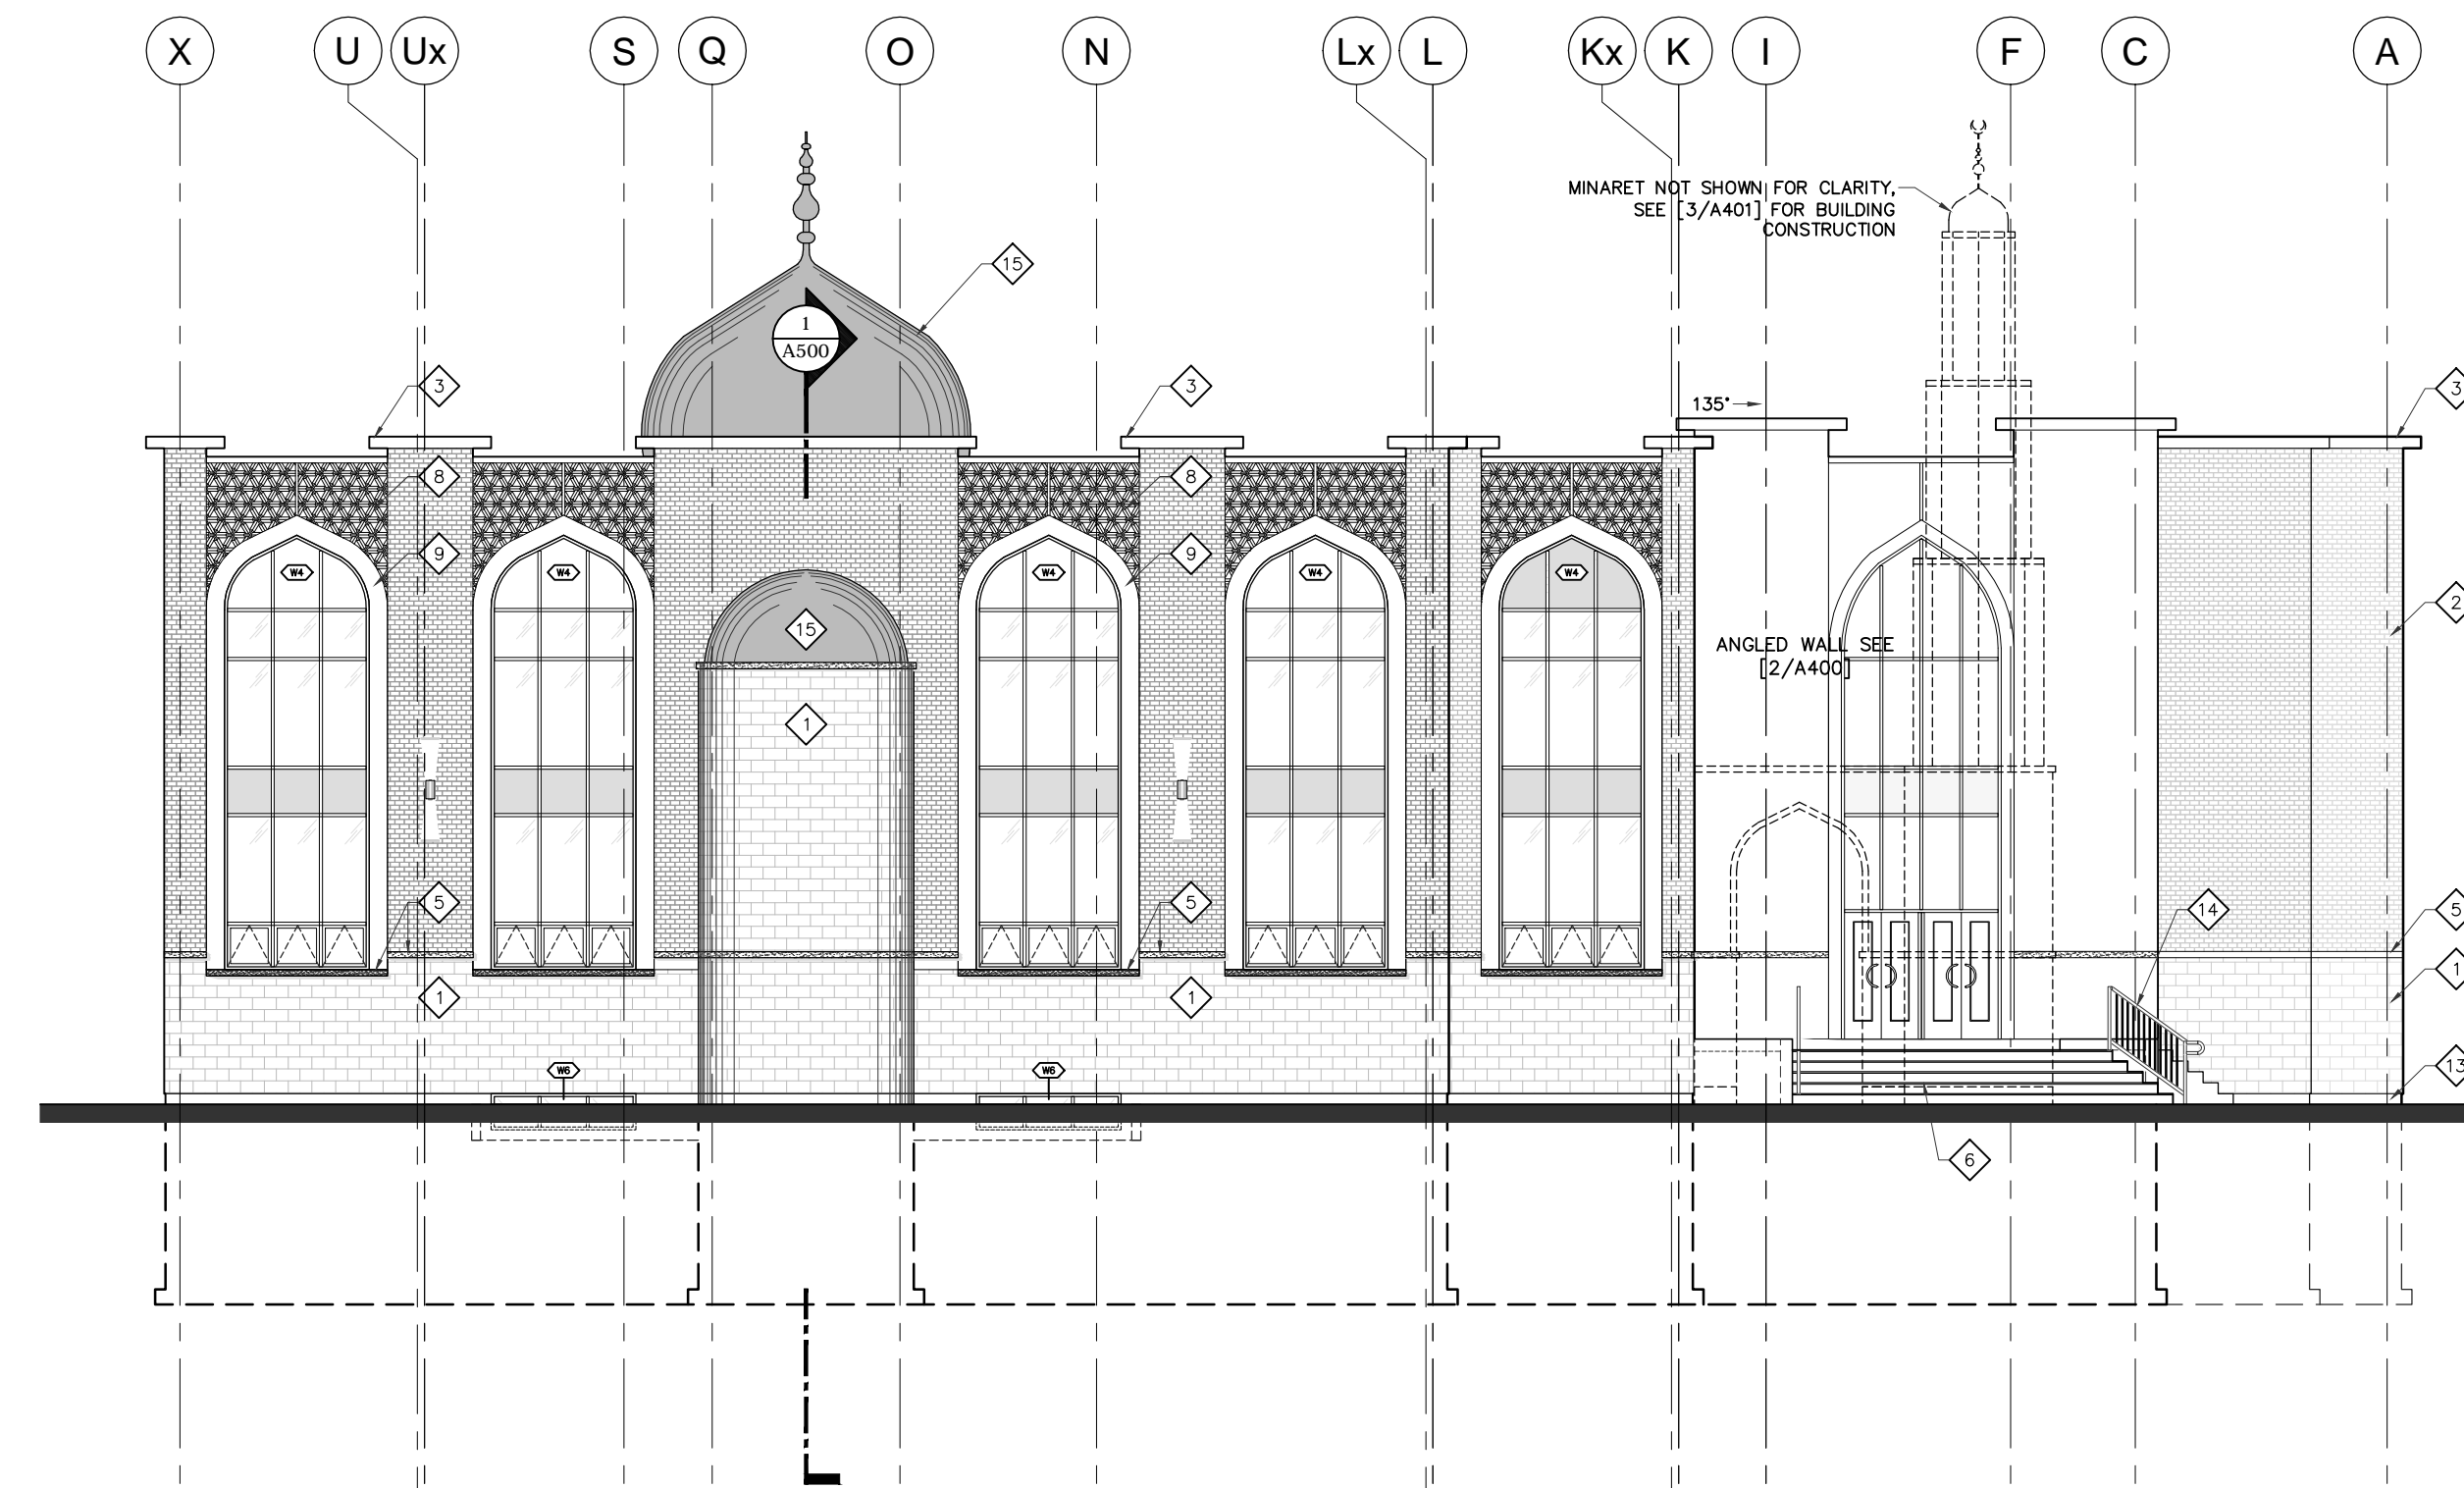 X U Ux S Q O N Lx L Kx K I F C A
MINARET NOT SHOWN FOR CLARITY,
SEE [3/A401] FOR BUILDING
CONSTRUCTION
15
1
A500
3
3
135°
3
8
8
9
9
W4
W4
W4
W4
W4
2
15
ANGLED WALL SEE
[2/A400]
1
5
5
14
5
1
1
1
W6
W6
13
6